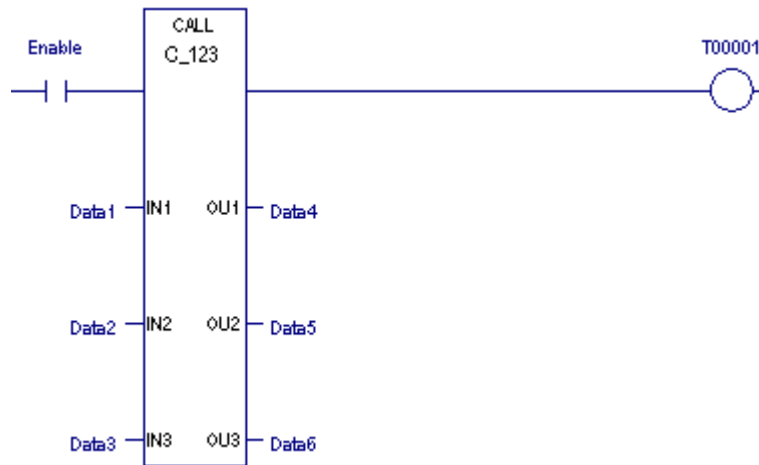 CALL
Enable
C_123
T00001
Data1 IN1 OU1 Data4
Data2 IN2 OU2 Data5
Data3 IN3 OU3 Data6